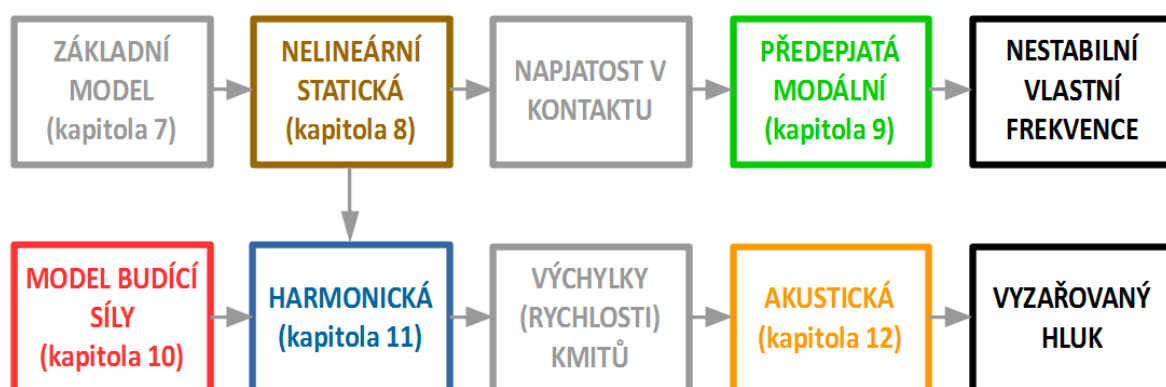 ZÁKLADNÍ
MODEL
(kapitola 7)
NELINEÁRNÍ
STATICKÁ
(kapitola 8)
NAPJATOST V
KONTAKTU
PŘEDEPJATÁ
MODÁLNÍ
(kapitola 9)
NESTABILNÍ
VLASTNÍ
FREKVENCE
MODEL BUDÍCÍ
SÍLY
(kapitola 10)
HARMONICKÁ
(kapitola 11)
VÝCHYLKY
(RYCHLOSTI)
KMITŮ
AKUSTICKÁ
(kapitola 12)
VYZAŘOVANÝ
HLUK